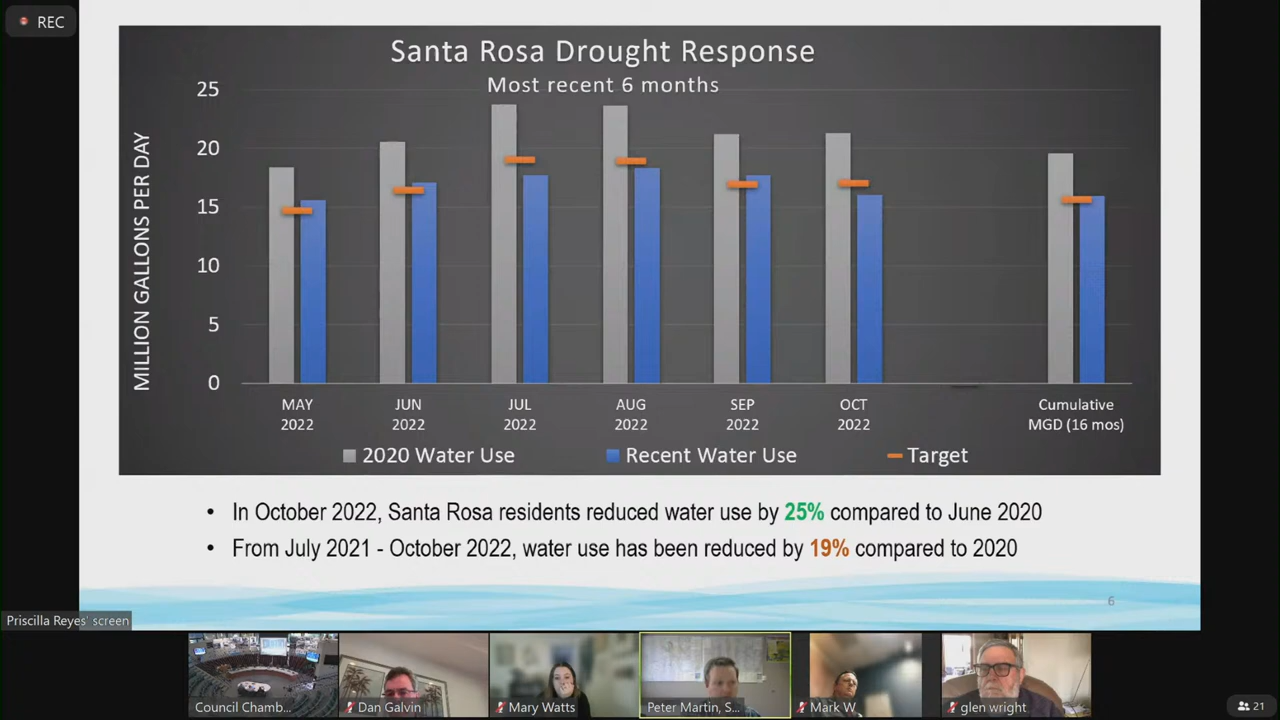 REC
Santa Rosa Drought Response
Most recent 6 months
MILLION GALLONS PER DAY
25
20
15
10
5
0
MAY 2022
JUN 2022
JUL 2022
AUG 2022
SEP 2022
OCT 2022
Cumulative MGD (16 mos)
2020 Water Use
Recent Water Use
Target
• In October 2022, Santa Rosa residents reduced water use by 25% compared to June 2020
• From July 2021 - October 2022, water use has been reduced by 19% compared to 2020
6
Priscilla Reyes' screen
Council Chamb...
Dan Galvin
Mary Watts
Peter Martin, S...
Mark W
glen wright
21